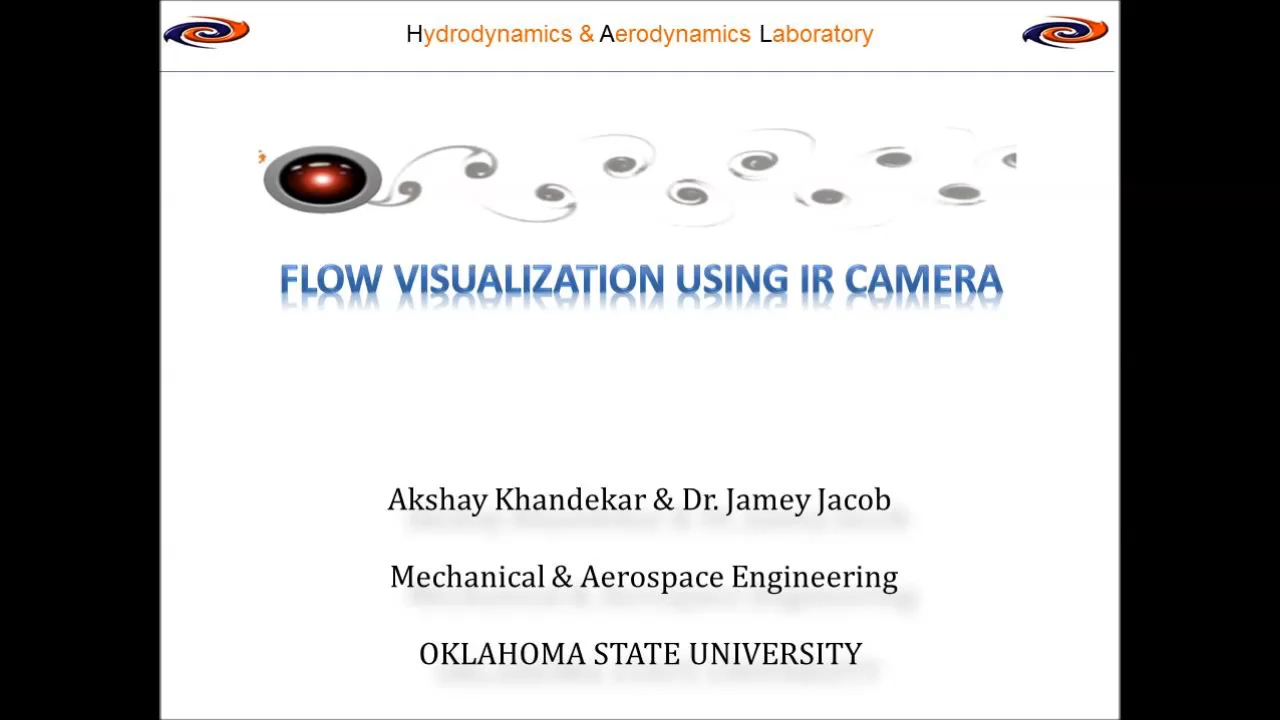 Hydrodynamics & Aerodynamics Laboratory
FLOW VISUALIZATION USING IR CAMERA
Akshay Khandekar & Dr. Jamey Jacob
Mechanical & Aerospace Engineering
OKLAHOMA STATE UNIVERSITY